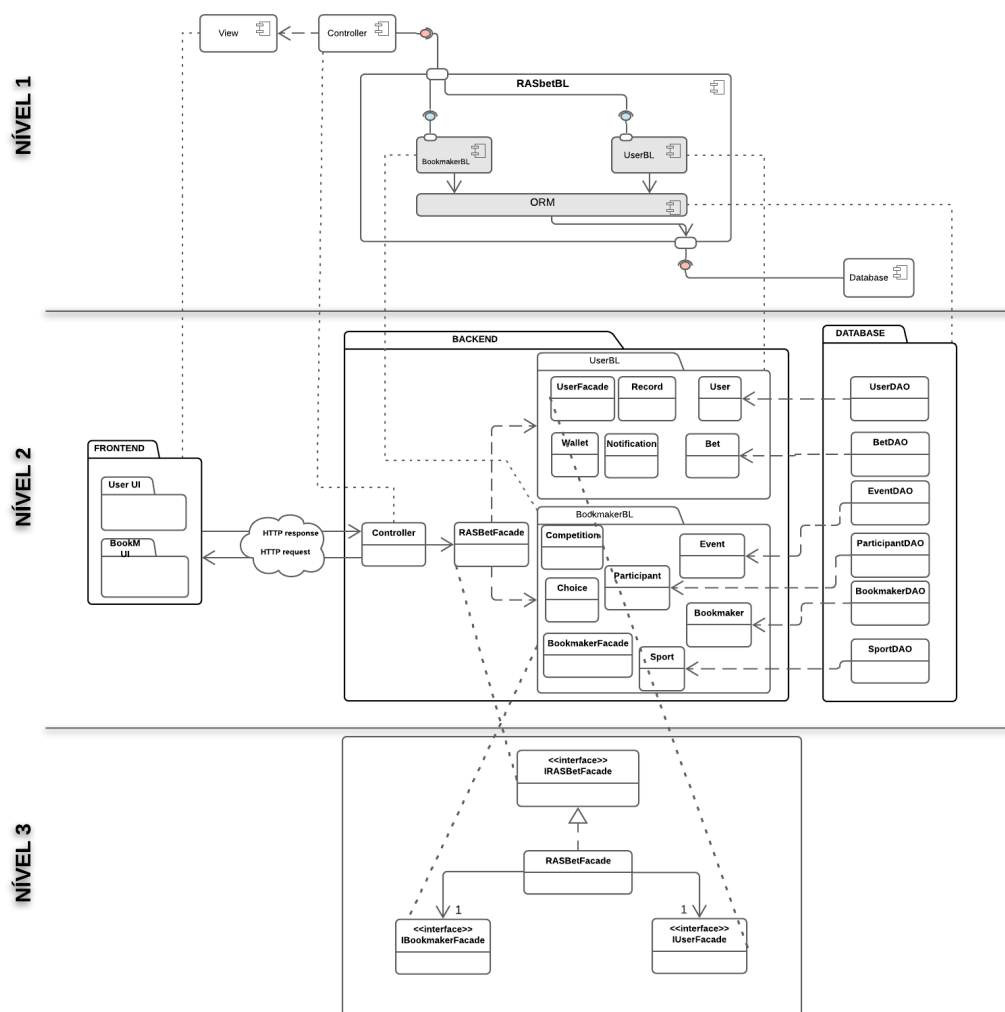 NÍVEL 1
View
Controller
RASbetBL
BookmakerBL
UserBL
ORM
Database
NÍVEL 2
BACKEND
DATABASE
UserBL
UserFacade
Record
User
UserDAO
Wallet
Notification
Bet
BetDAO
FRONTEND
User UI
BookM
UI
HTTP response
HTTP request
Controller
RASBetFacade
BookmakerBL
Competition
Event
EventDAO
Participant
ParticipantDAO
Choice
Bookmaker
BookmakerDAO
BookmakerFacade
Sport
SportDAO
NÍVEL 3
<<interface>>
IRASBetFacade
RASBetFacade
1
1
<<interface>>
IBookmakerFacade
<<interface>>
IUserFacade